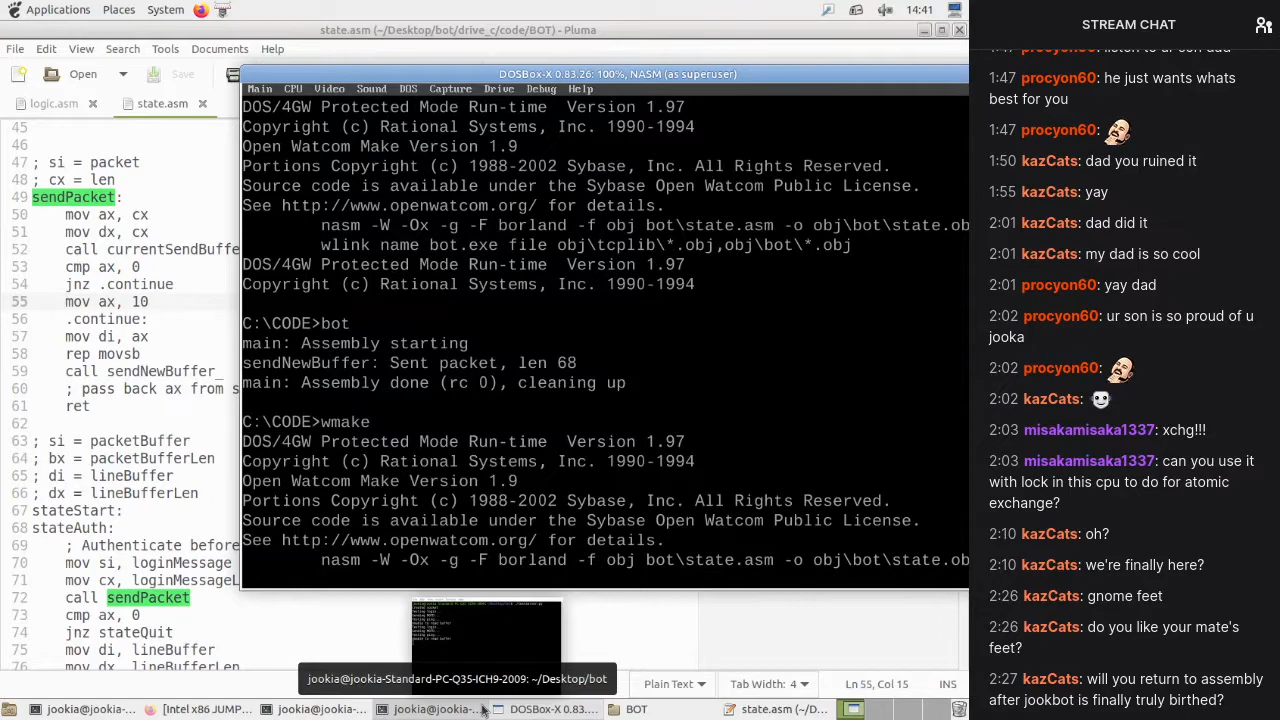 Applications Places System 14:41
state.asm (~/Desktop/bot/drive_c/code/BOT) - Pluma
File Edit View Search Tools Documents Help
Open Save
logic.asm state.asm
45
46
47 ; si = packet
48 ; cx = len
49 sendPacket:
50 mov ax, cx
51 mov dx, cx
52 call currentSendBuffe
53 cmp ax, 0
54 jnz .continue
55 mov ax, 10
56 .continue:
57 mov di, ax
58 rep movsb
59 call sendNewBuffer_
60 ; pass back ax from s
61 ret
62
63 ; si = packetBuffer
64 ; bx = packetBufferLen
65 ; di = lineBuffer
66 ; dx = lineBufferLen
67 stateStart:
68 stateAuth:
69 ; Authenticate before
70 mov si, loginMessage
71 mov cx, loginMessageL
72 call sendPacket
73 cmp ax, 0
74 jnz stateQuit
75 mov di, lineBuffer
76 mov dx, lineBufferLen
DOSBox-X 0.83.26: 100%, NASM (as superuser)
Main CPU Video Sound DOS Capture Drive Debug Help
DOS/4GW Protected Mode Run-time Version 1.97
Copyright (c) Rational Systems, Inc. 1990-1994
Open Watcom Make Version 1.9
Portions Copyright (c) 1988-2002 Sybase, Inc. All Rights Reserved.
Source code is available under the Sybase Open Watcom Public License.
See http://www.openwatcom.org/ for details.
nasm -W -Ox -g -F borland -f obj bot\state.asm -o obj\bot\state.ob
wlink name bot.exe file obj\tcplib\*.obj,obj\bot\*.obj
DOS/4GW Protected Mode Run-time Version 1.97
Copyright (c) Rational Systems, Inc. 1990-1994
C:\CODE>bot
main: Assembly starting
sendNewBuffer: Sent packet, len 68
main: Assembly done (rc 0), cleaning up
C:\CODE>wmake
DOS/4GW Protected Mode Run-time Version 1.97
Copyright (c) Rational Systems, Inc. 1990-1994
Open Watcom Make Version 1.9
Portions Copyright (c) 1988-2002 Sybase, Inc. All Rights Reserved.
Source code is available under the Sybase Open Watcom Public License.
See http://www.openwatcom.org/ for details.
nasm -W -Ox -g -F borland -f obj bot\state.asm -o obj\bot\state.ob
jookia@jookia-Standard-PC-Q35-ICH9-2009: ~/Desktop/bot
Plain Text Tab Width: 4 Ln 55, Col 15 INS
jookia@jookia-... [Intel x86 JUMP... jookia@jookia-... jookia@jookia-... DOSBox-X 0.83.... BOT state.asm (~/D...
STREAM CHAT
1:47 procyon60: listen to ur son dad
1:47 procyon60: he just wants whats
best for you
1:47 procyon60:
1:50 kazCats: dad you ruined it
1:55 kazCats: yay
2:01 kazCats: dad did it
2:01 kazCats: my dad is so cool
2:01 procyon60: yay dad
2:02 procyon60: ur son is so proud of u
jooka
2:02 procyon60:
2:02 kazCats:
2:03 misakamisaka1337: xchg!!!
2:03 misakamisaka1337: can you use it
with lock in this cpu to do for atomic
exchange?
2:10 kazCats: oh?
2:10 kazCats: we're finally here?
2:26 kazCats: gnome feet
2:26 kazCats: do you like your mate's
feet?
2:27 kazCats: will you return to assembly
after jookbot is finally truly birthed?